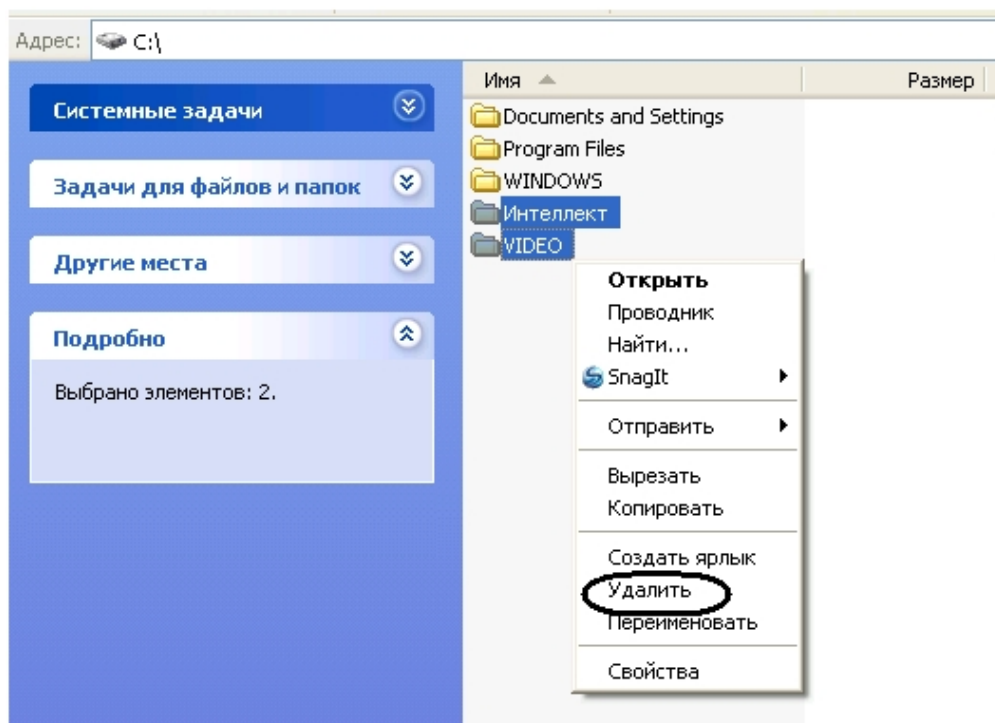 Адрес: C:\
Имя Размер
Системные задачи
Задачи для файлов и папок
Другие места
Подробно
Выбрано элементов: 2.
Documents and Settings
Program Files
WINDOWS
Интеллект
VIDEO
Открыть
Проводник
Найти...
SnagIt
Отправить
Вырезать
Копировать
Создать ярлык
Удалить
Переименовать
Свойства